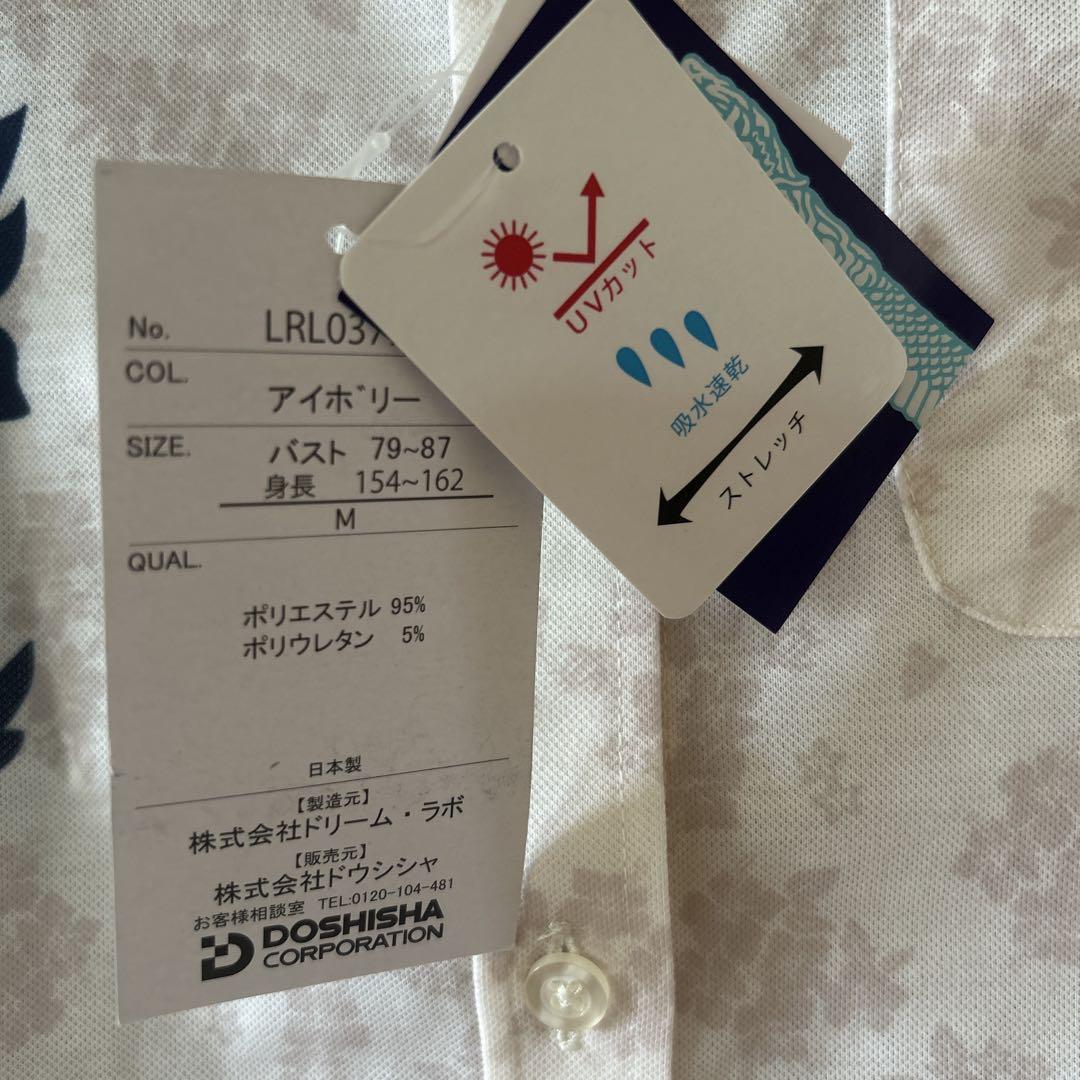 No.
LRL037
COL.
アイボリー
SIZE.
バスト 79~87
身長 154~162
M
QUAL.
ポリエステル 95%
ポリウレタン 5%
日本製
【製造元】
株式会社ドリーム・ラボ
【販売元】
株式会社ドウシシャ
お客様相談室 TEL:0120-104-481
DOSHISHA
CORPORATION
UVカット
吸水速乾
ストレッチ